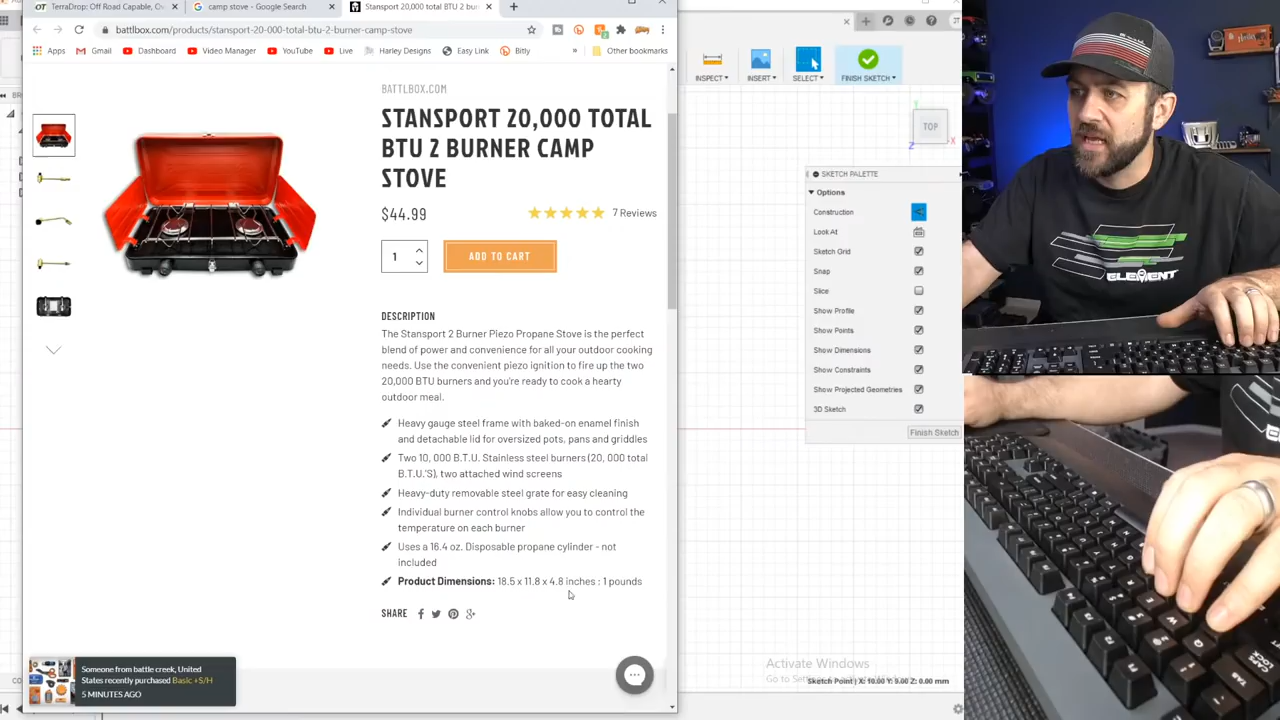 TerraDrop: Off Road Capable, O
camp stove - Google Search
Stansport 20,000 total BTU 2 bur
battlbox.com/products/stansport-20-000-total-btu-2-burner-camp-stove
Apps
Gmail
Dashboard
Video Manager
YouTube
Live
Harley Designs
Easy Link
Bitly
»
Other bookmarks
BATTLBOX.COM
STANSPORT 20,000 TOTAL
BTU 2 BURNER CAMP
STOVE
$44.99
7 Reviews
1
ADD TO CART
DESCRIPTION
The Stansport 2 Burner Piezo Propane Stove is the perfect
blend of power and convenience for all your outdoor cooking
needs. Use the convenient piezo ignition to fire up the two
20,000 BTU burners and you're ready to cook a hearty
outdoor meal.
Heavy gauge steel frame with baked-on enamel finish
and detachable lid for oversized pots, pans and griddles
Two 10, 000 B.T.U. Stainless steel burners (20, 000 total
B.T.U.'S), two attached wind screens
Heavy-duty removable steel grate for easy cleaning
Individual burner control knobs allow you to control the
temperature on each burner
Uses a 16.4 oz. Disposable propane cylinder - not
included
Product Dimensions: 18.5 x 11.8 x 4.8 inches ; 1 pounds
SHARE
Someone from battle creek, United
States recently purchased Basic +S/H
5 MINUTES AGO
INSPECT
INSERT
SELECT
FINISH SKETCH
TOP
Z
X
SKETCH PALETTE
Options
Construction
Look At
Sketch Grid
Snap
Slice
Show Profile
Show Points
Show Dimensions
Show Constraints
Show Projected Geometries
3D Sketch
Finish Sketch
Activate Windows
ELEMENT